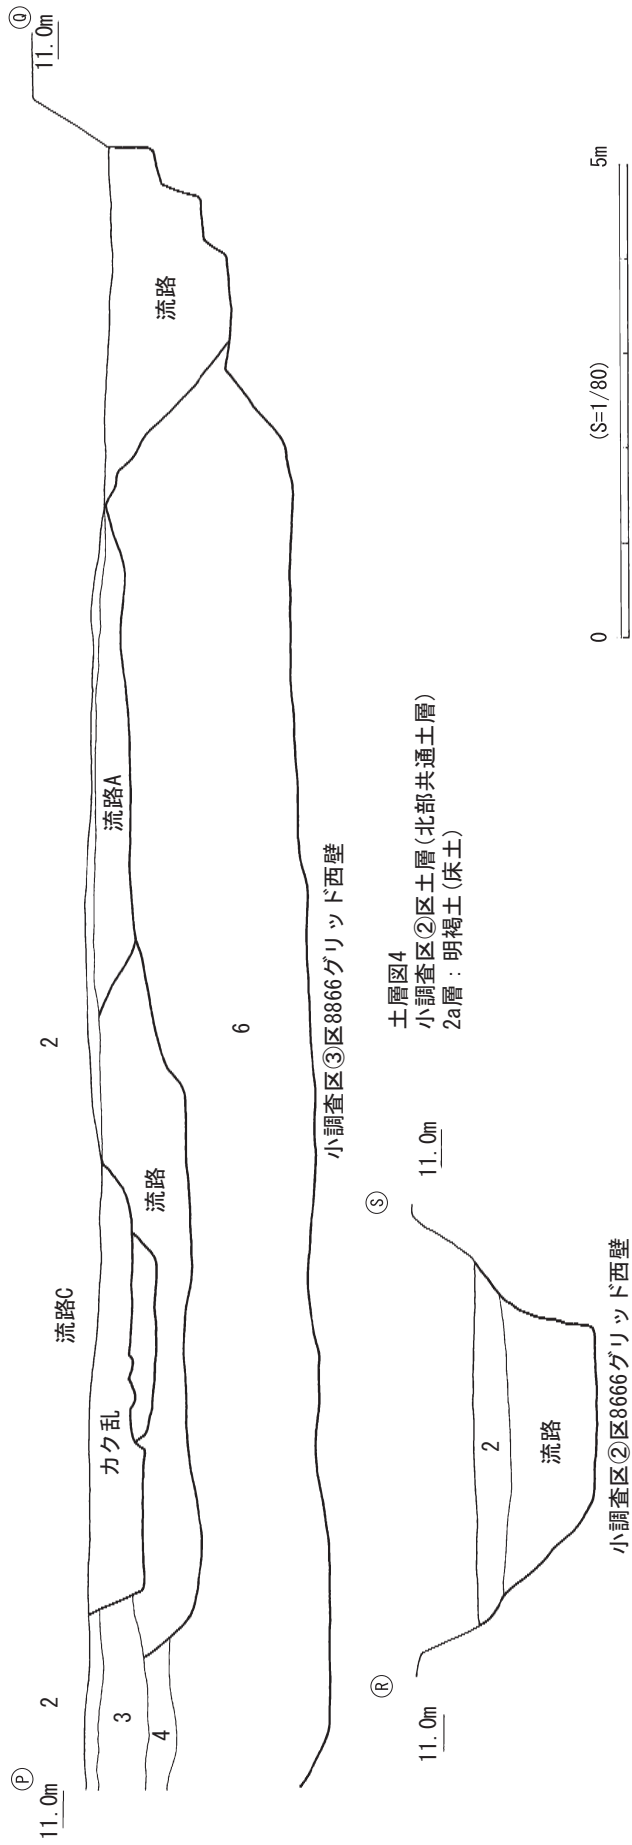 Ⓟ
Ⓠ
11.0m
11.0m
2
2
流路C
カク乱
3
4
流路
流路A
流路
6
小調査区③区8866グリッド西壁
Ⓡ
Ⓢ
11.0m
11.0m
2
流路
小調査区②区8666グリッド西壁
土層図4
小調査区②区土層(北部共通土層)
2a層：明褐土(床土)
0
(S=1/80)
5m